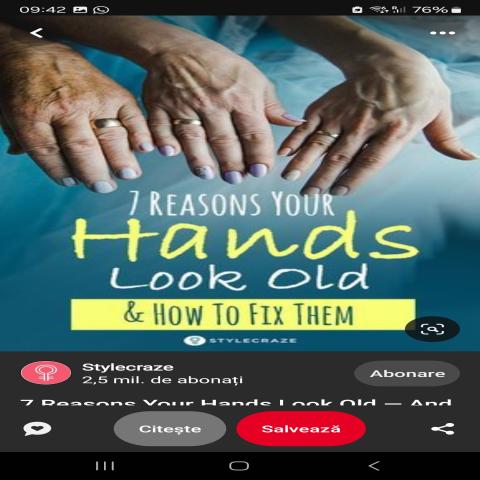 09:42 76%
7 REASONS YOUR
Hands
Look Old
& HOW TO FIX THEM
STYLECRAZE
Stylecraze
2,5 mil. de abonați
Abonare
7 Reasons Your Hands Look Old — And
Citește
Salvează